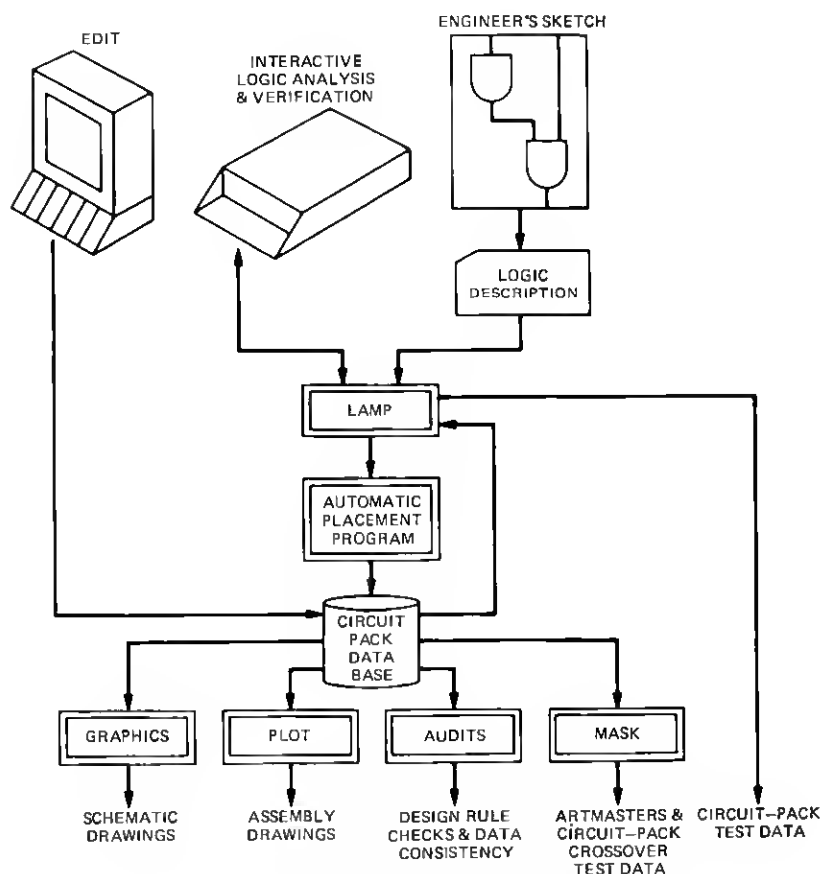 EDIT
INTERACTIVE
LOGIC ANALYSIS
& VERIFICATION
ENGINEER'S SKETCH
LOGIC
DESCRIPTION
LAMP
AUTOMATIC
PLACEMENT
PROGRAM
CIRCUIT
PACK
DATA
BASE
GRAPHICS
PLOT
AUDITS
MASK
SCHEMATIC
DRAWINGS
ASSEMBLY
DRAWINGS
DESIGN RULE
CHECKS & DATA
CONSISTENCY
ARTMASTERS &
CIRCUIT-PACK
CROSSOVER
TEST DATA
CIRCUIT-PACK
TEST DATA